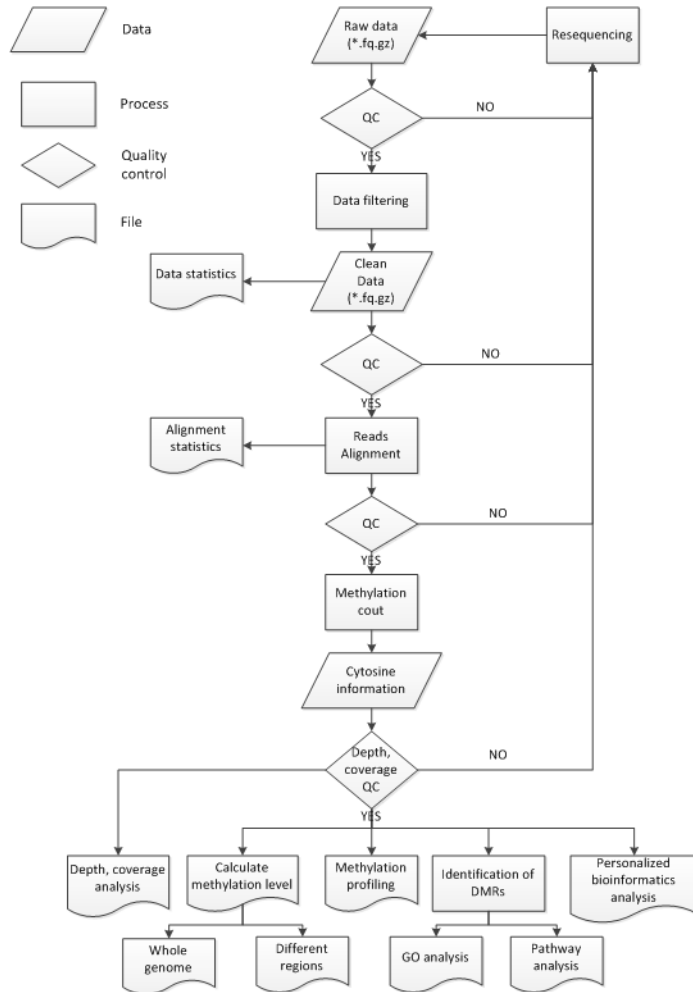 Data
Raw data
(*.fq.gz)
Resequencing
Process
QC
NO
YES
Quality
control
Data filtering
File
Data statistics
Clean
Data
(*.fq.gz)
QC
NO
YES
Alignment
statistics
Reads
Alignment
QC
NO
YES
Methylation
cout
Cytosine
information
Depth,
coverage
QC
NO
YES
Depth, coverage
analysis
Calculate
methylation level
Methylation
profiling
Identification of
DMRs
Personalized
bioinformatics
analysis
Whole
genome
Different
regions
GO analysis
Pathway
analysis